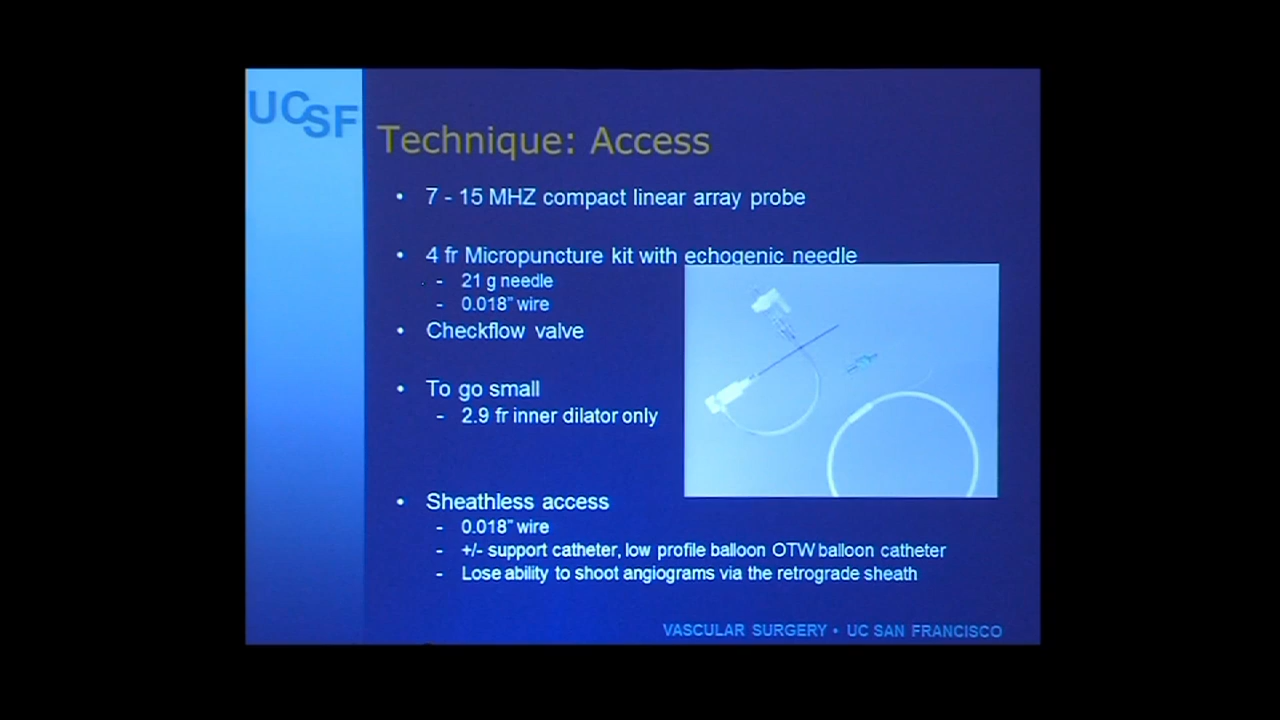 UCSF
Technique: Access
• 7 - 15 MHZ compact linear array probe
• 4 fr Micropuncture kit with echogenic needle
- 21 g needle
- 0.018" wire
• Checkflow valve
• To go small
- 2.9 fr inner dilator only
• Sheathless access
- 0.018" wire
- +/- support catheter, low profile balloon OTW balloon catheter
- Lose ability to shoot angiograms via the retrograde sheath
VASCULAR SURGERY • UC SAN FRANCISCO